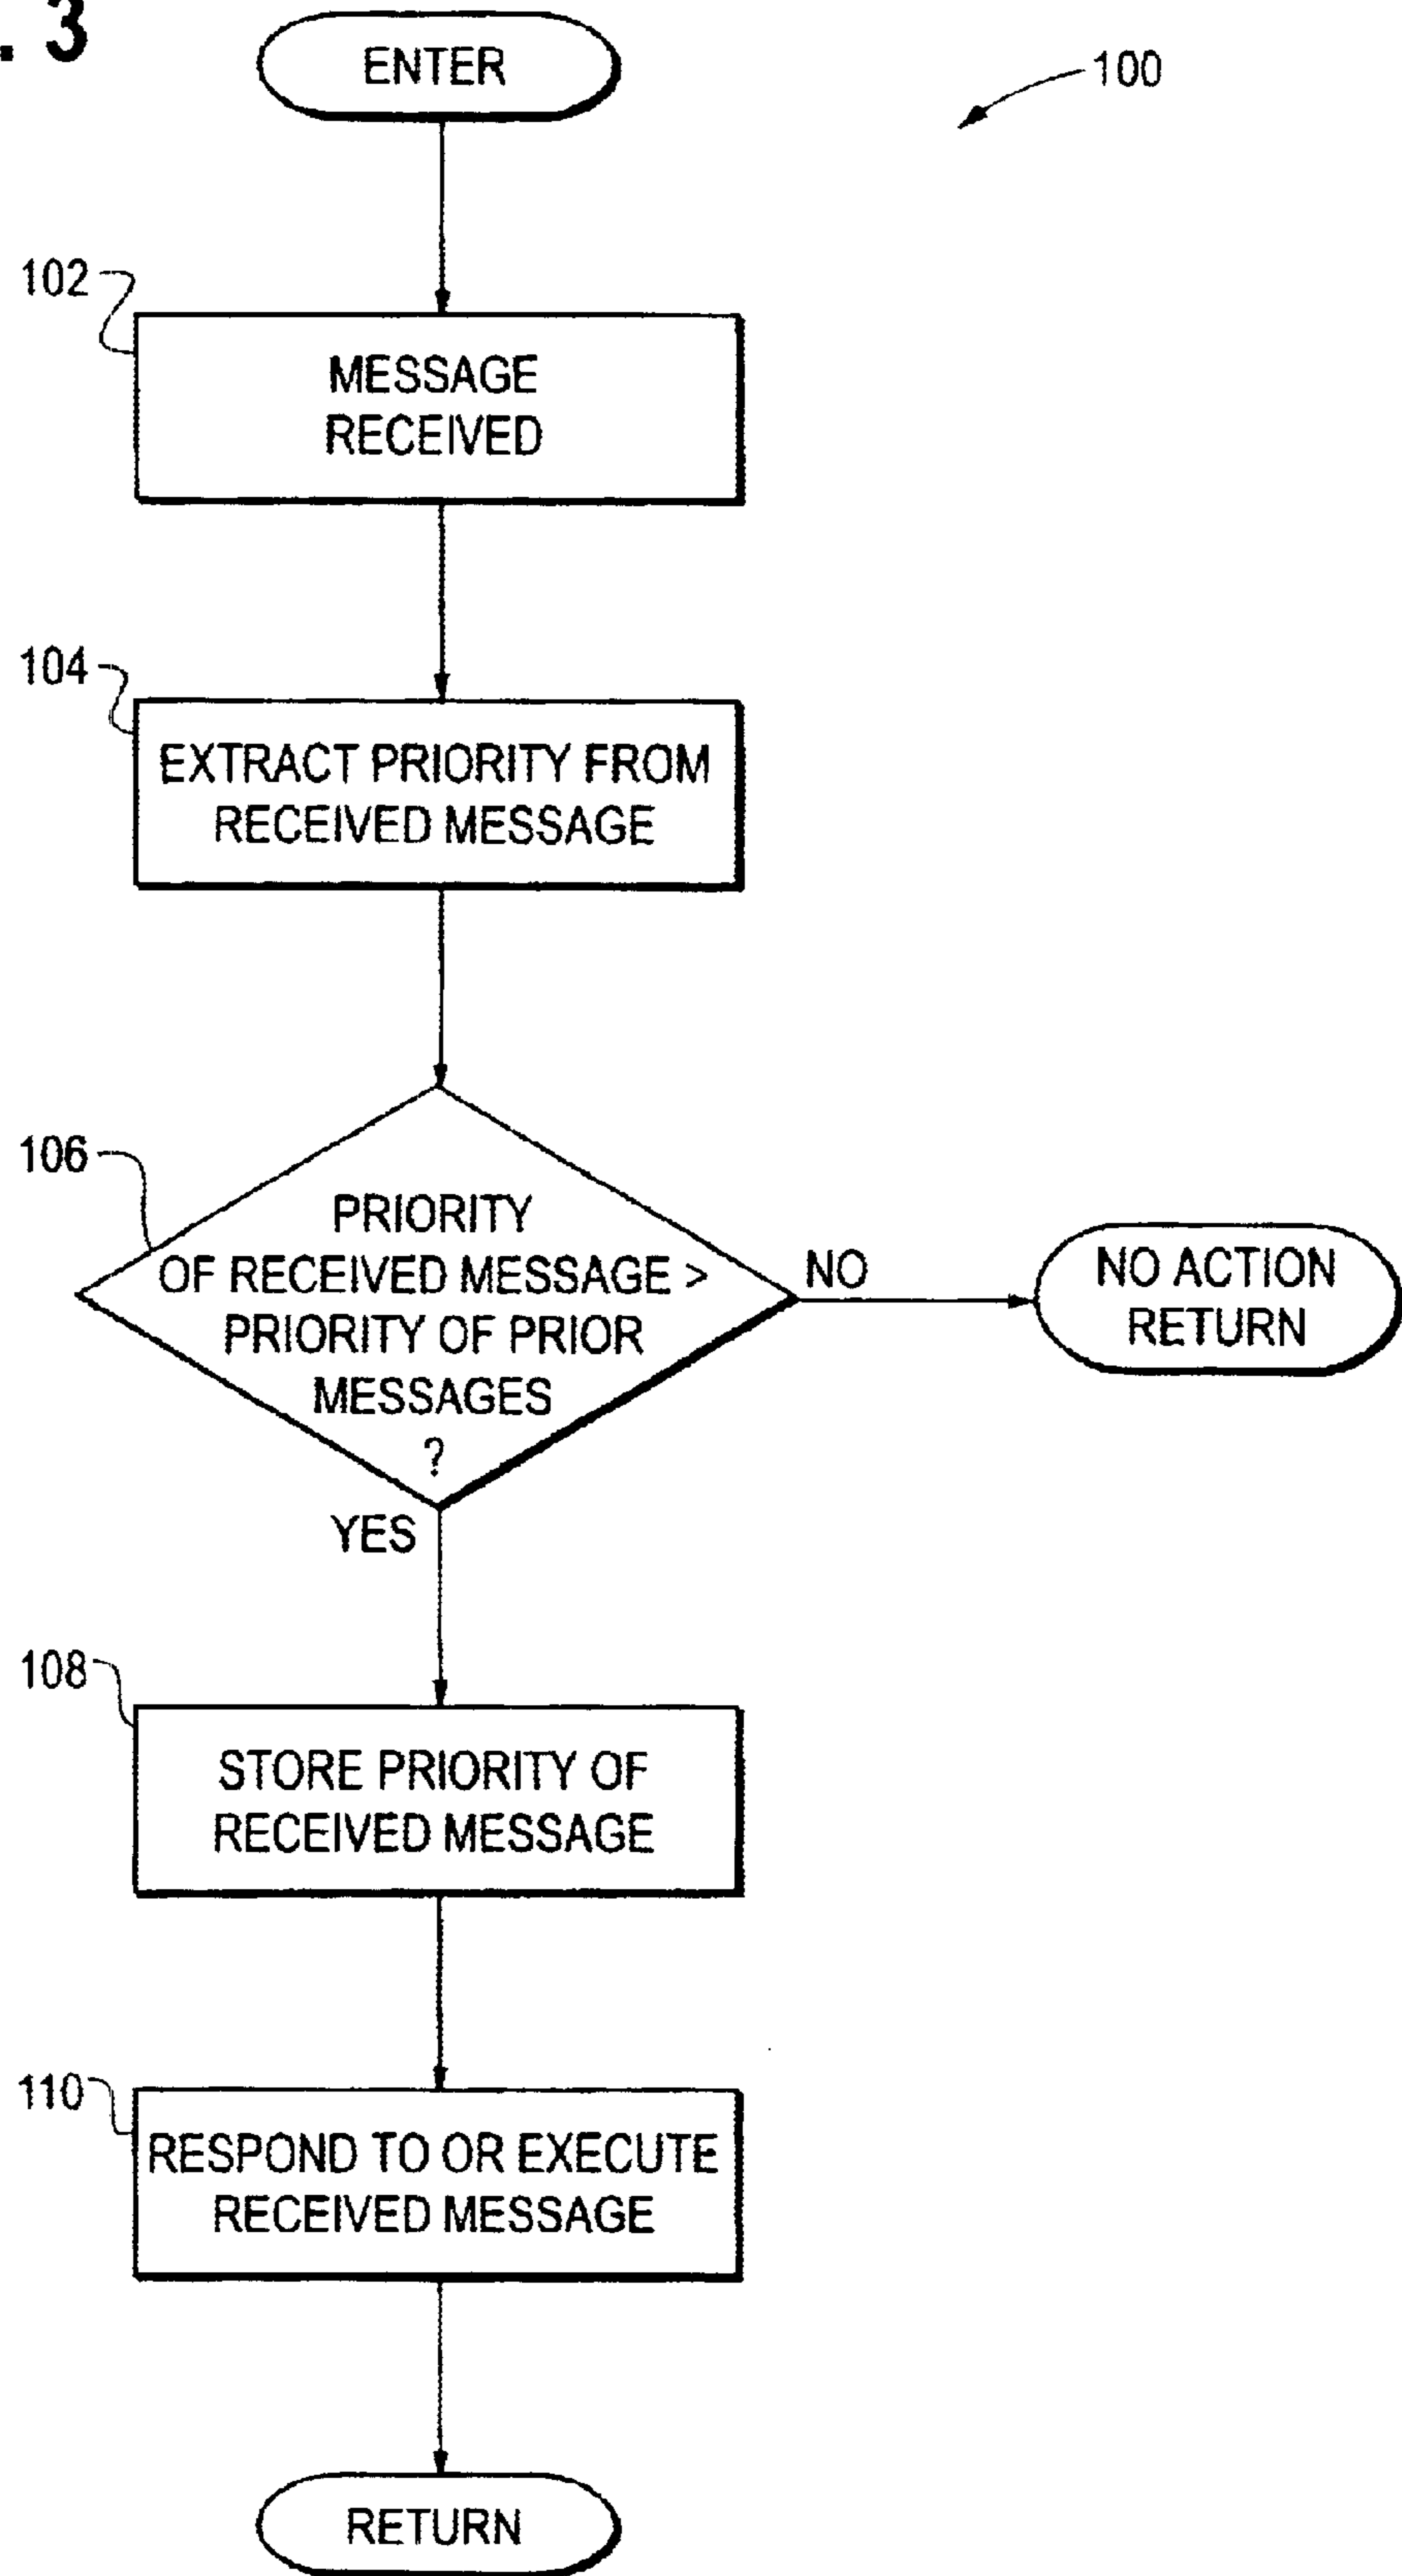 . 3
ENTER
100
102
MESSAGE
RECEIVED
104
EXTRACT PRIORITY FROM
RECEIVED MESSAGE
106
PRIORITY
OF RECEIVED MESSAGE >
PRIORITY OF PRIOR
MESSAGES
?
NO
NO ACTION
RETURN
YES
108
STORE PRIORITY OF
RECEIVED MESSAGE
110
RESPOND TO OR EXECUTE
RECEIVED MESSAGE
RETURN